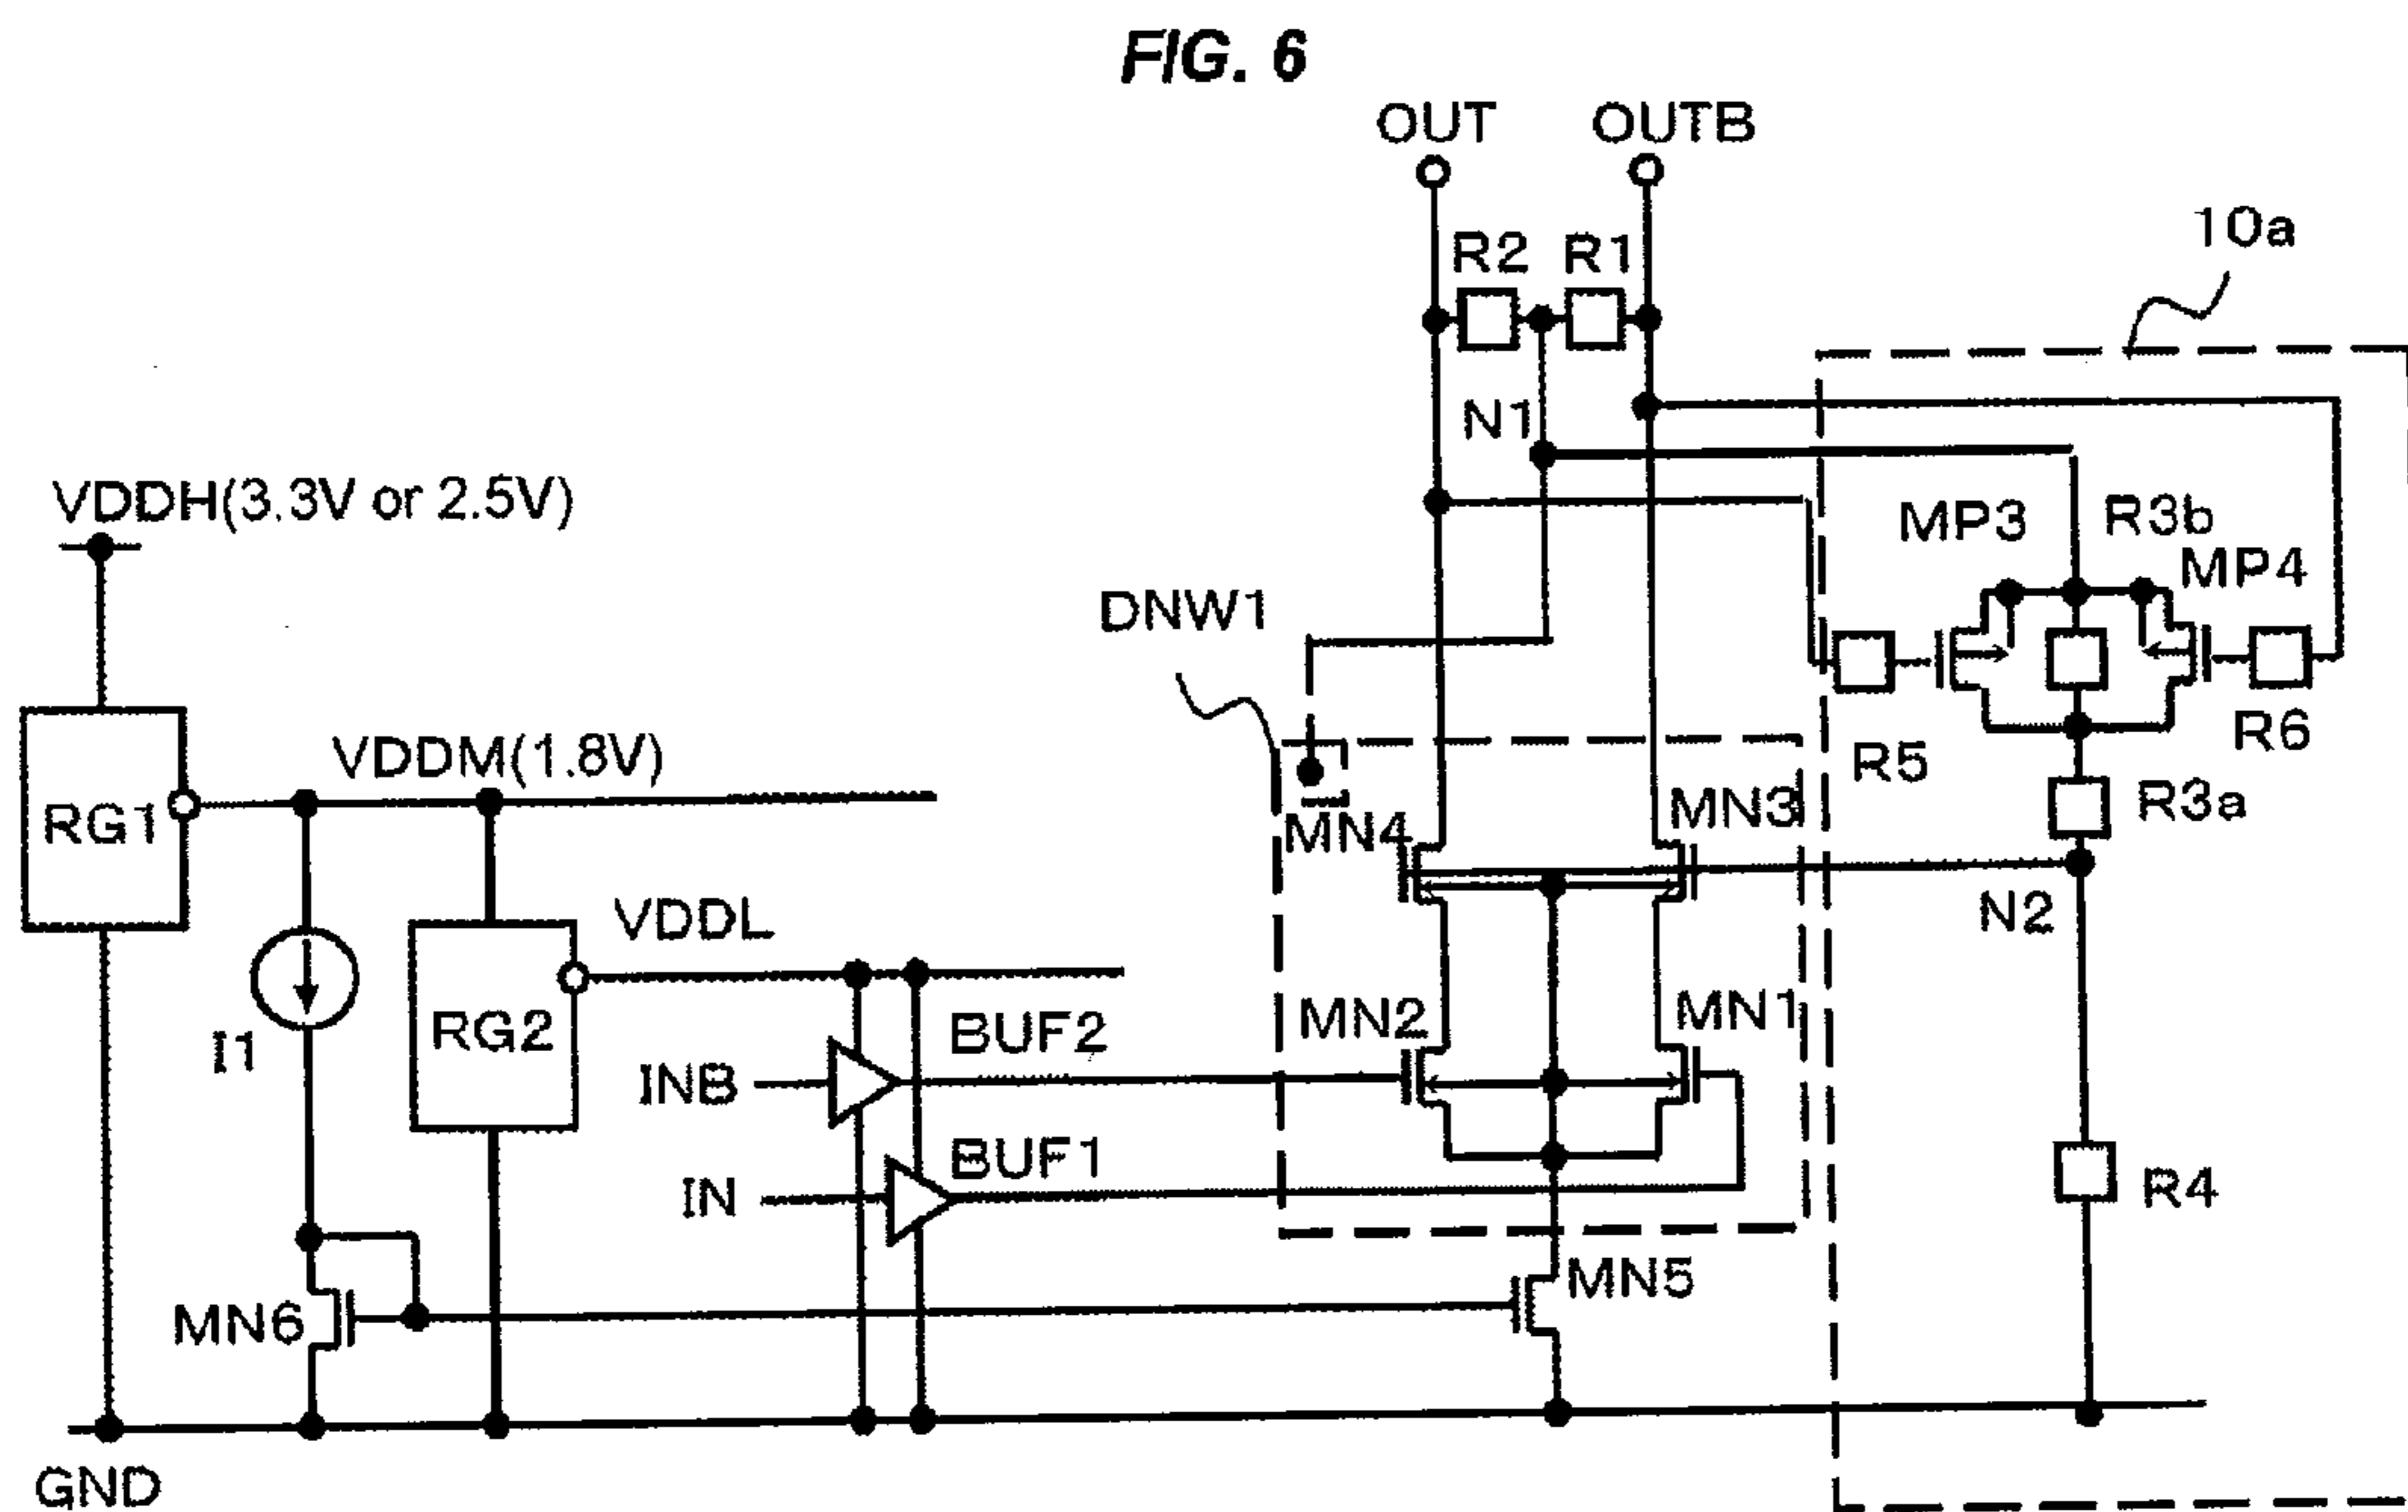 FIG. 6
OUT
OUTB
R2
R1
10a
N1
VDDH(3.3V or 2.5V)
MP3
R3b
MP4
DNW1
R5
R6
VDDM(1.8V)
RG1
MN4
MN3
R3a
VDDL
N2
I1
RG2
BUF2
MN2
MN1
INB
BUF1
IN
R4
MN6
MN5
GND